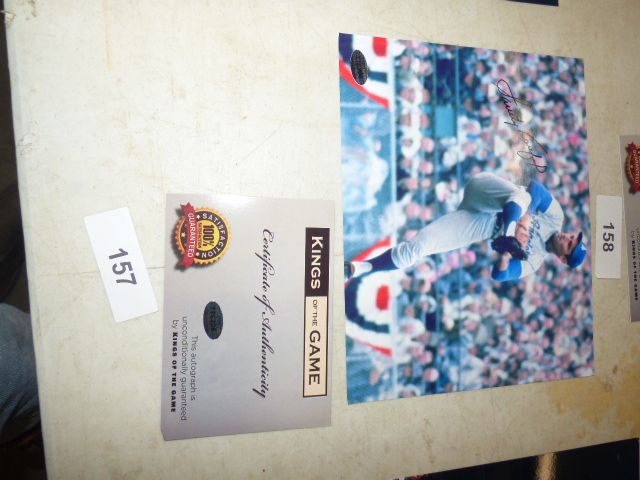 157
SATISFACTION
100%
GUARANTEED
KINGS OF THE GAME
Certificate of Authenticity
This autograph is
unconditionally guaranteed
by KINGS OF THE GAME
158